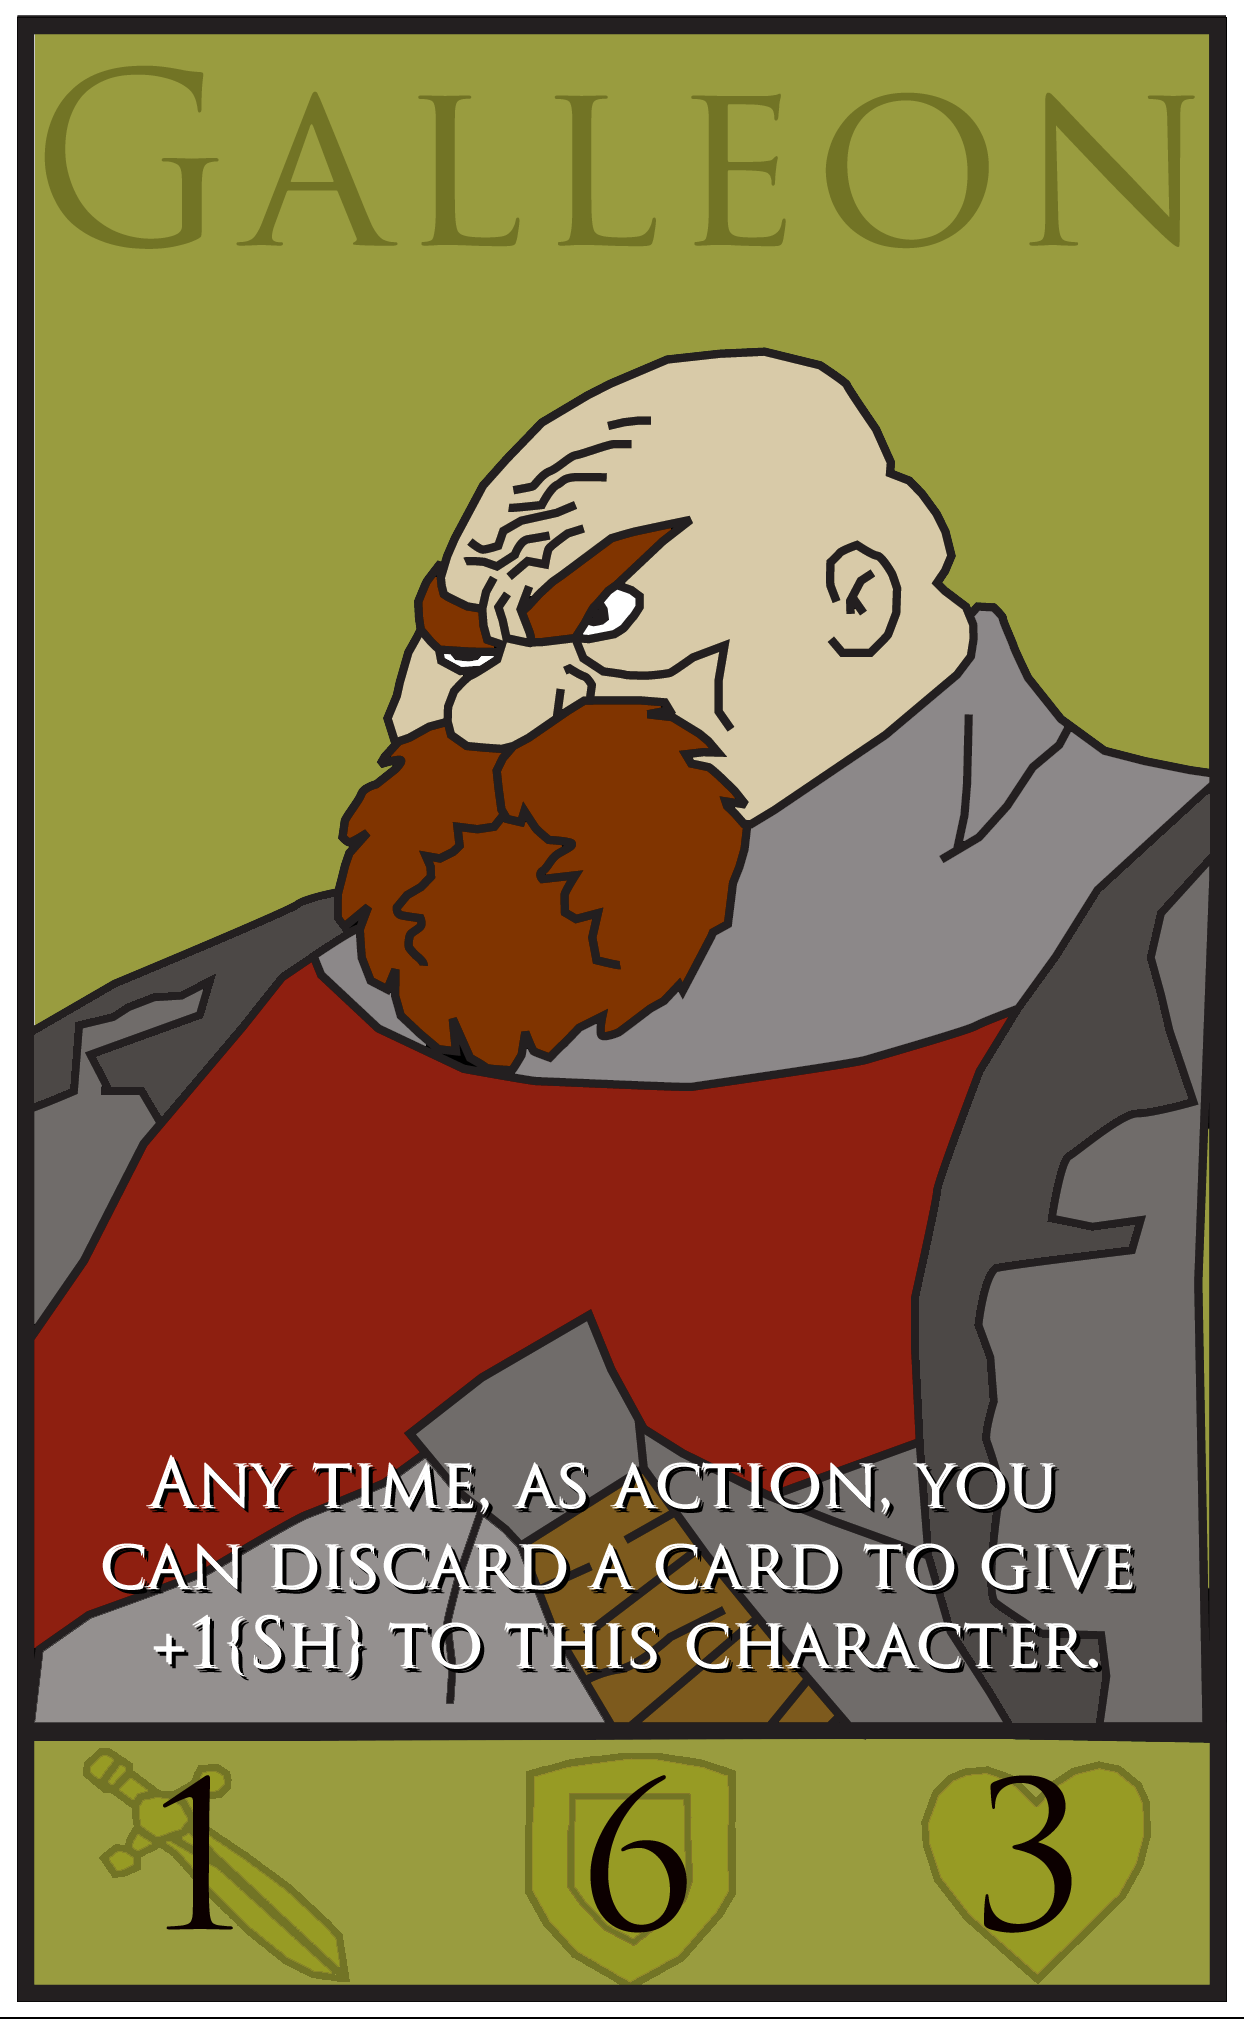 Galleon
Any time, as action, you
can discard a card to give
+1{Sh} to this character.
1 6 3